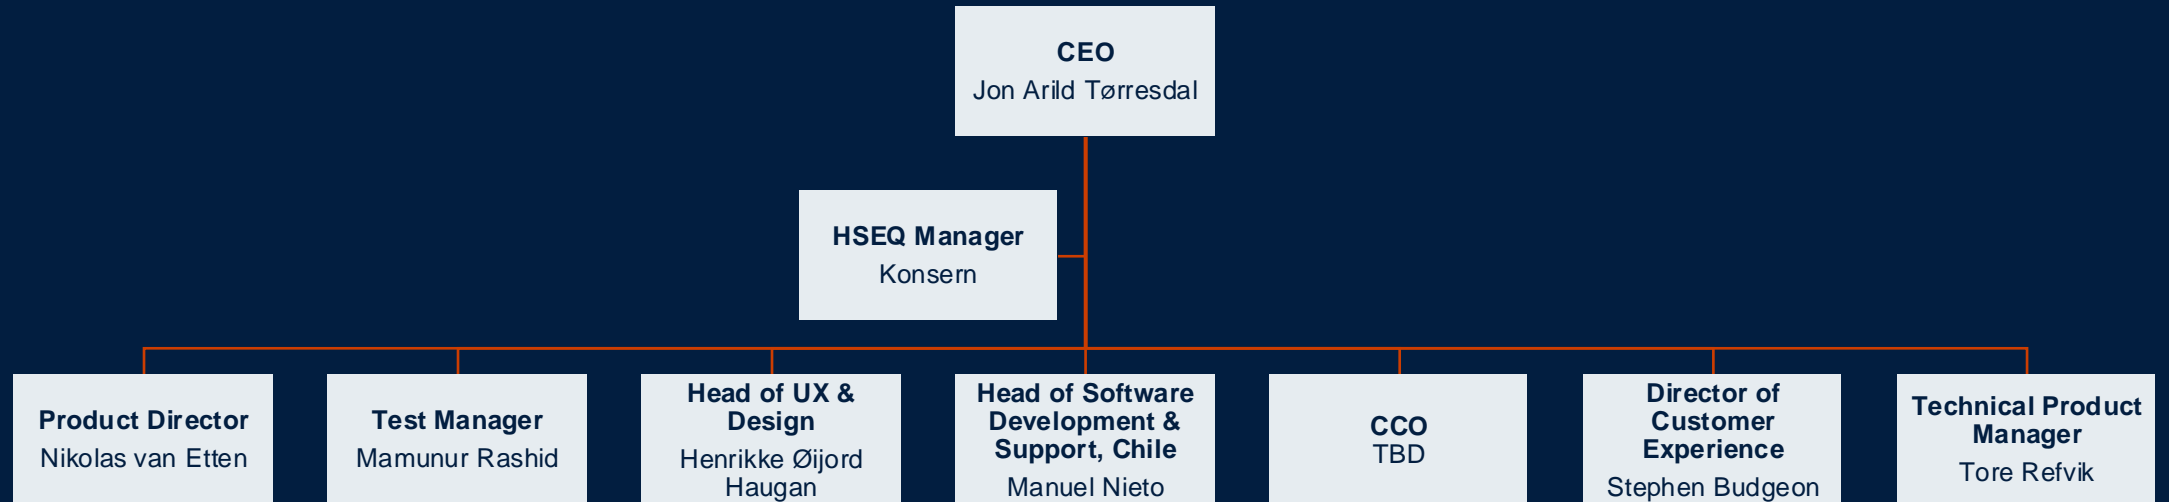 CEO
Jon Arild Tørresdal
HSEQ Manager
Konsern
Product Director
Nikolas van Etten
Test Manager
Mamunur Rashid
Head of UX &
Design
Henrikke Øijord
Haugan
Head of Software
Development &
Support, Chile
Manuel Nieto
CCO
TBD
Director of
Customer
Experience
Stephen Budgeon
Technical Product
Manager
Tore Refvik